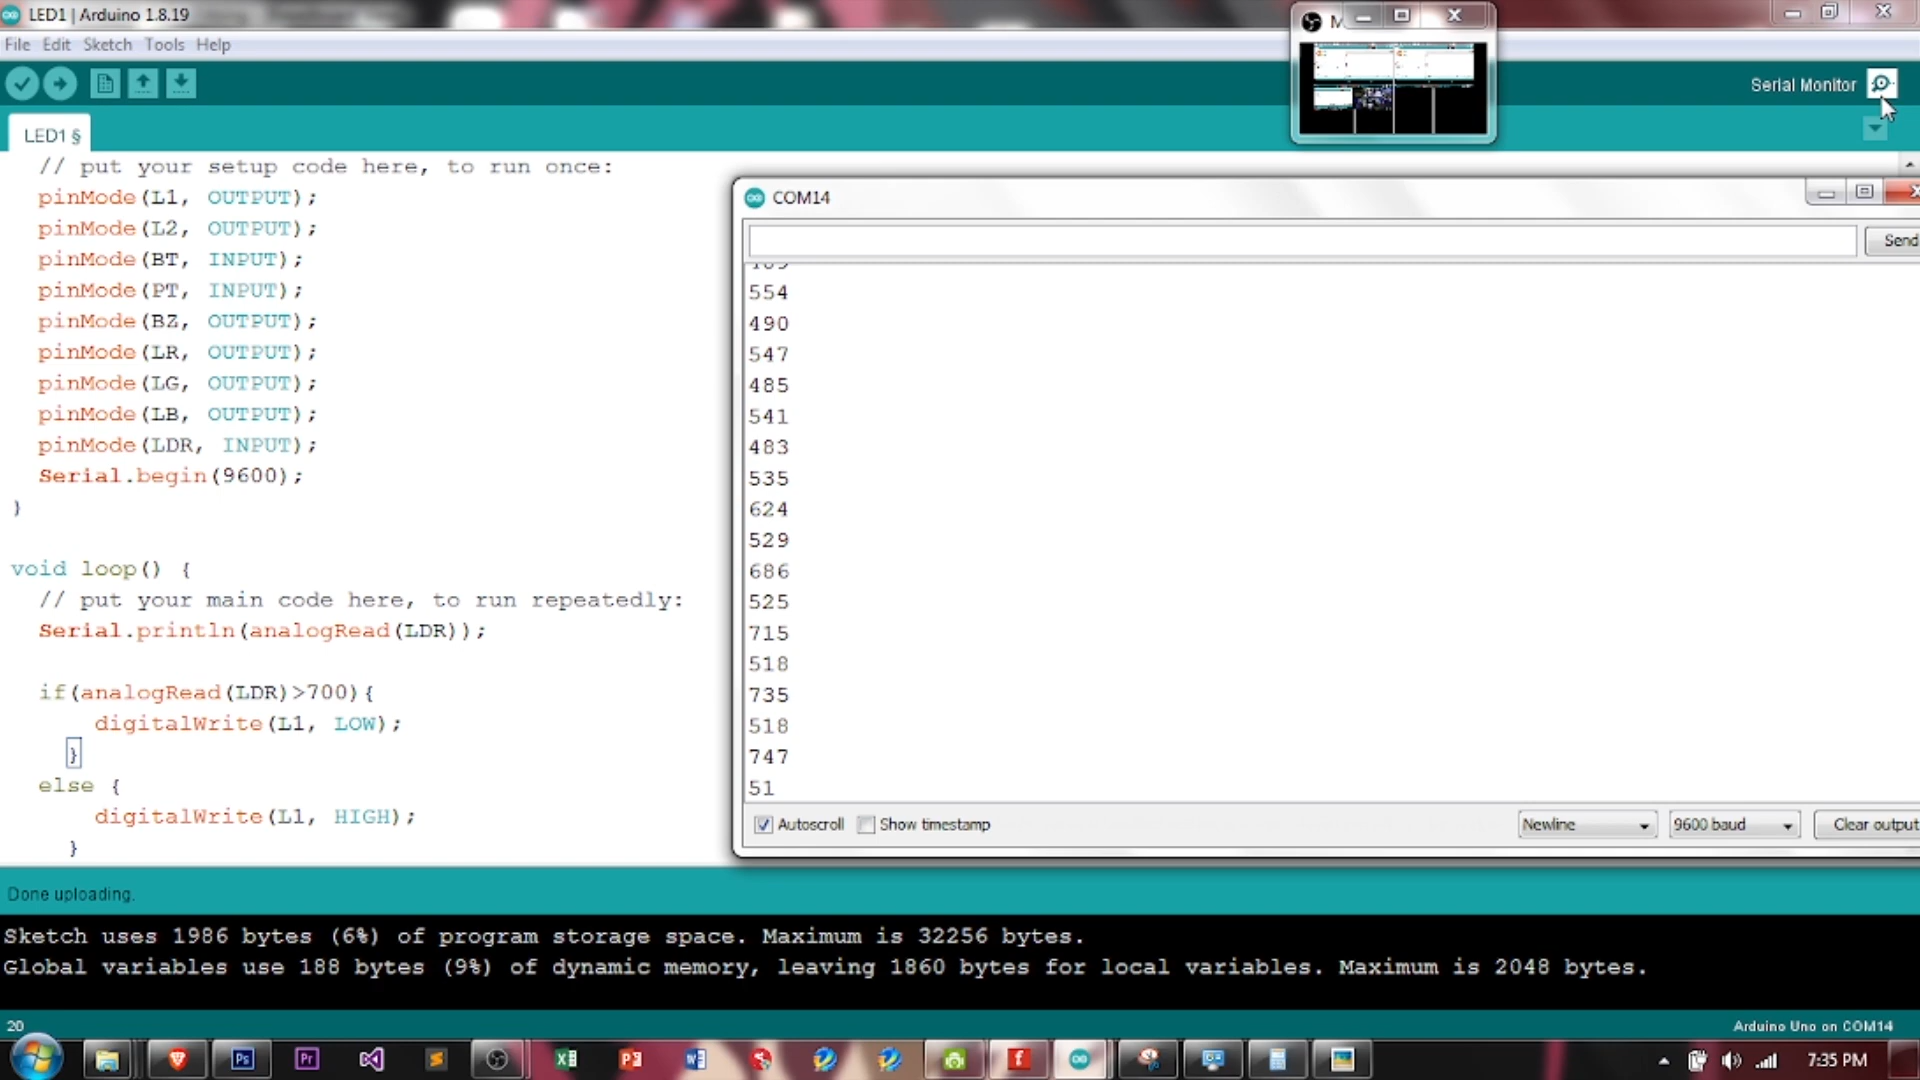 LED1 | Arduino 1.8.19
File Edit Sketch Tools Help
Serial Monitor
LED1 §
// put your setup code here, to run once:
pinMode(L1, OUTPUT);
pinMode(L2, OUTPUT);
pinMode(BT, INPUT);
pinMode(PT, INPUT);
pinMode(BZ, OUTPUT);
pinMode(LR, OUTPUT);
pinMode(LG, OUTPUT);
pinMode(LB, OUTPUT);
pinMode(LDR, INPUT);
Serial.begin(9600);
}
void loop() {
// put your main code here, to run repeatedly:
Serial.println(analogRead(LDR));
if(analogRead(LDR)>700){
digitalWrite(L1, LOW);
}
else {
digitalWrite(L1, HIGH);
}
COM14
Send
554
490
547
485
541
483
535
624
529
686
525
715
518
735
518
747
51
Autoscroll Show timestamp Newline 9600 baud Clear output
Done uploading.
Sketch uses 1986 bytes (6%) of program storage space. Maximum is 32256 bytes.
Global variables use 188 bytes (9%) of dynamic memory, leaving 1860 bytes for local variables. Maximum is 2048 bytes.
20
Arduino Uno on COM14
Ps Pr
7:35 PM